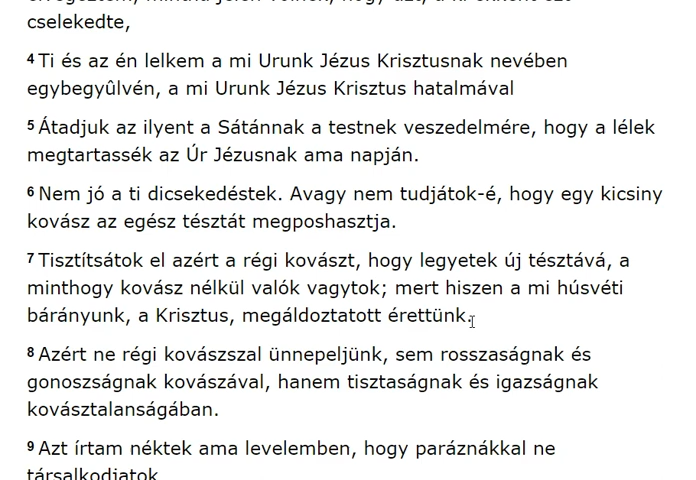 cselekedte,
4 Ti és az én lelkem a mi Urunk Jézus Krisztusnak nevében
egybegyûlvén, a mi Urunk Jézus Krisztus hatalmával
5 Átadjuk az ilyent a Sátánnak a testnek veszedelmére, hogy a lélek
megtartassék az Úr Jézusnak ama napján.
6 Nem jó a ti dicsekedéstek. Avagy nem tudjátok-é, hogy egy kicsiny
kovász az egész tésztát megposhasztja.
7 Tisztítsátok el azért a régi kovászt, hogy legyetek új tésztává, a
minthogy kovász nélkül valók vagytok; mert hiszen a mi húsvéti
bárányunk, a Krisztus, megáldoztatott érettünk.
8 Azért ne régi kovászszal ünnepeljünk, sem rosszaságnak és
gonoszságnak kovászával, hanem tisztaságnak és igazságnak
kovásztalanságában.
9 Azt írtam néktek ama levelemben, hogy paráznákkal ne
társalkodjatok